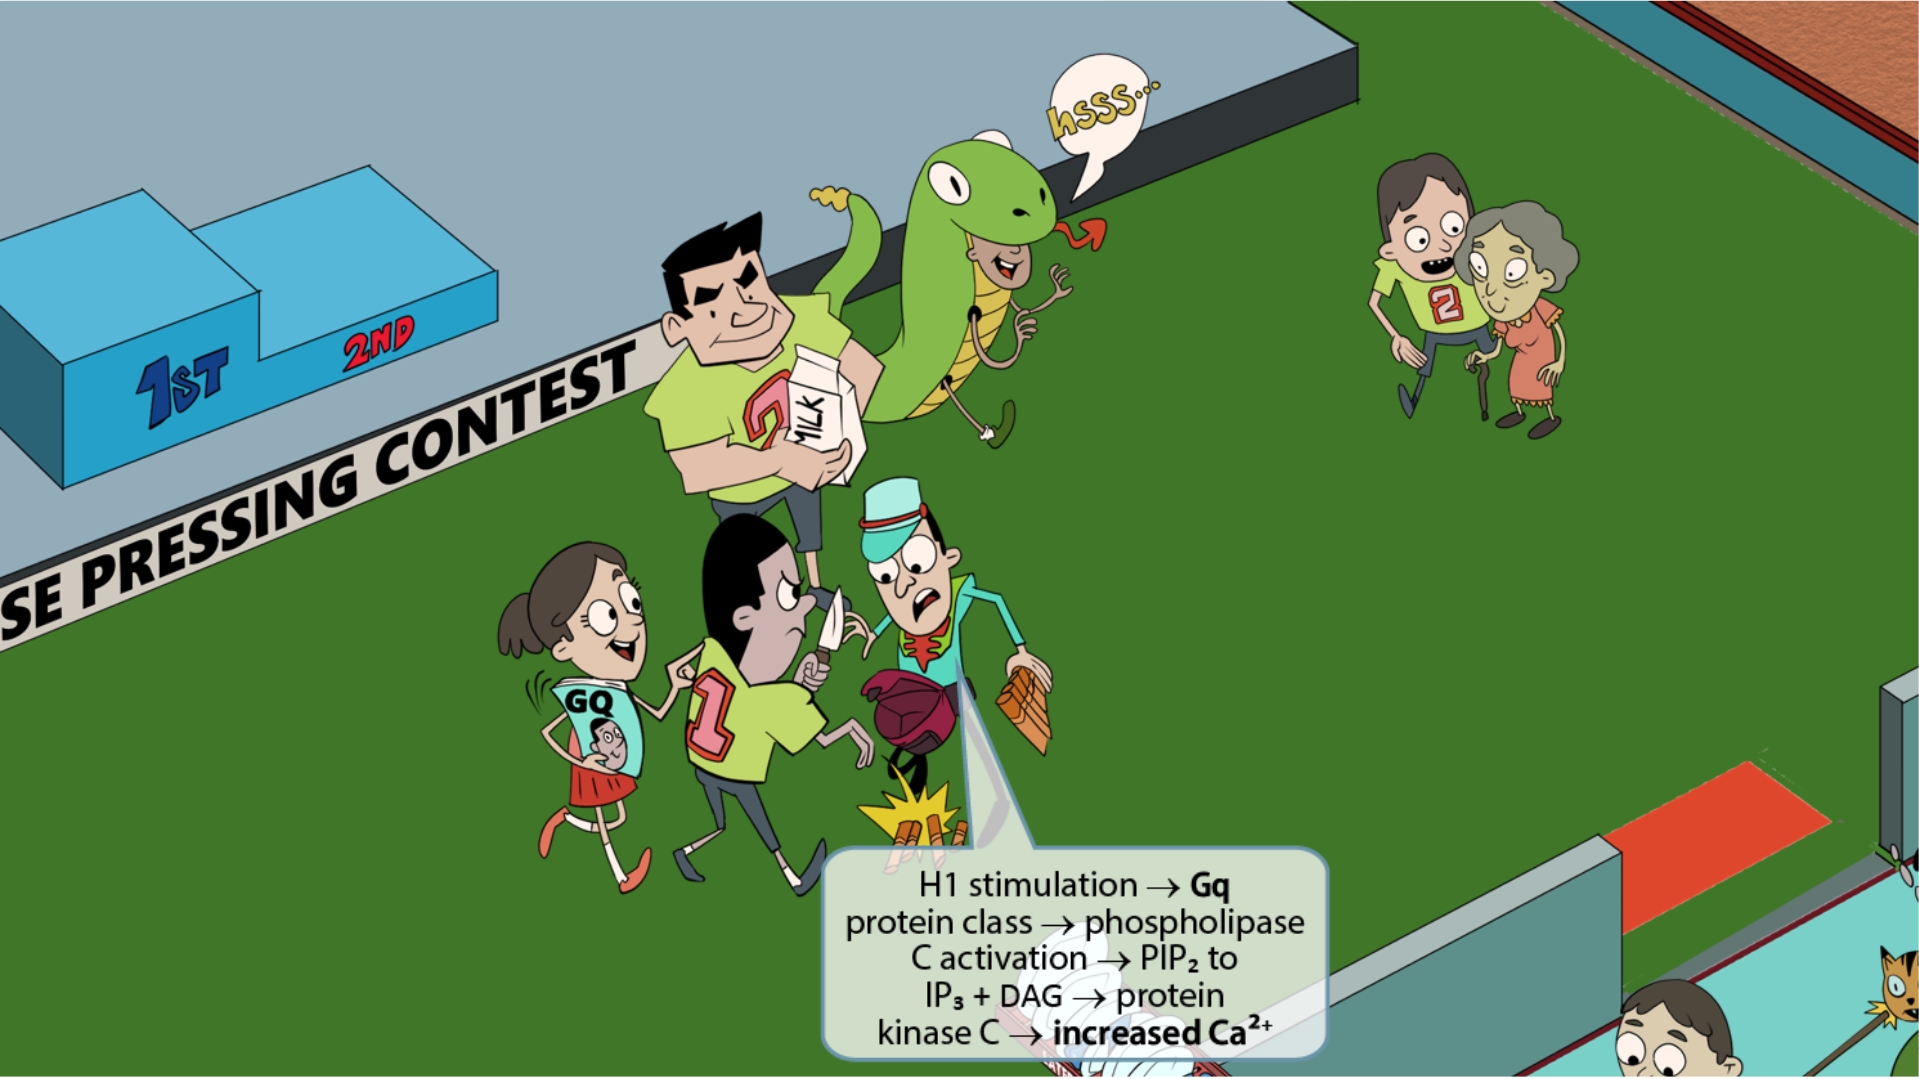 hsss...
1ST
2ND
SE PRESSING CONTEST
2
MILK
2
GQ
1
H1 stimulation → Gq
protein class → phospholipase
C activation → PIP₂ to
IP₃ + DAG → protein
kinase C → increased Ca²⁺